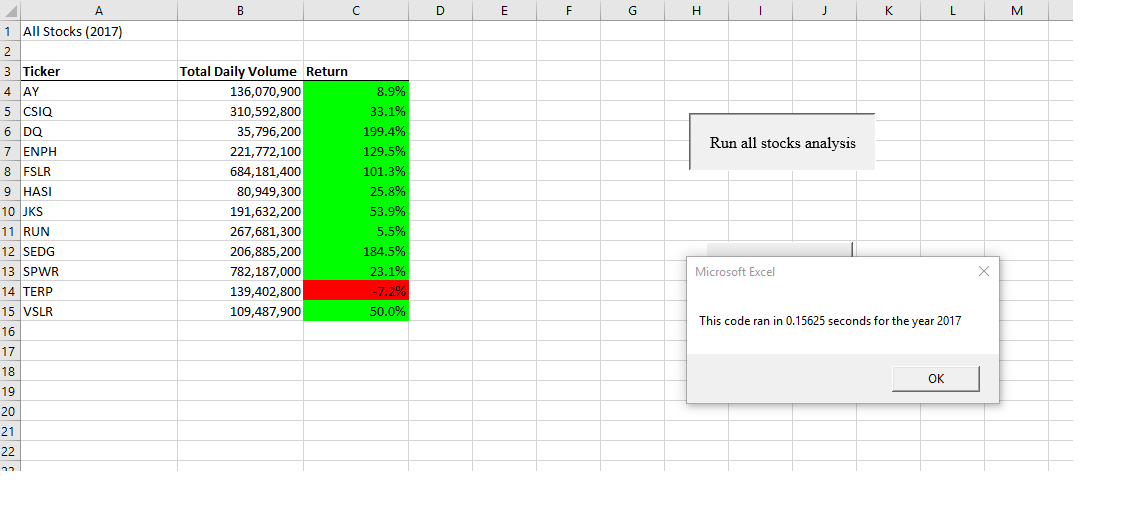 A B C D E F G H I J K L M
1 All Stocks (2017)
2
3 Ticker Total Daily Volume Return
4 AY 136,070,900 8.9%
5 CSIQ 310,592,800 33.1%
6 DQ 35,796,200 199.4%
7 ENPH 221,772,100 129.5%
8 FSLR 684,181,400 101.3%
9 HASI 80,949,300 25.8%
10 JKS 191,632,200 53.9%
11 RUN 267,681,300 5.5%
12 SEDG 206,885,200 184.5%
13 SPWR 782,187,000 23.1%
14 TERP 139,402,800 -7.2%
15 VSLR 109,487,900 50.0%
16
17
18
19
20
21
22
Run all stocks analysis
Microsoft Excel
This code ran in 0.15625 seconds for the year 2017
OK